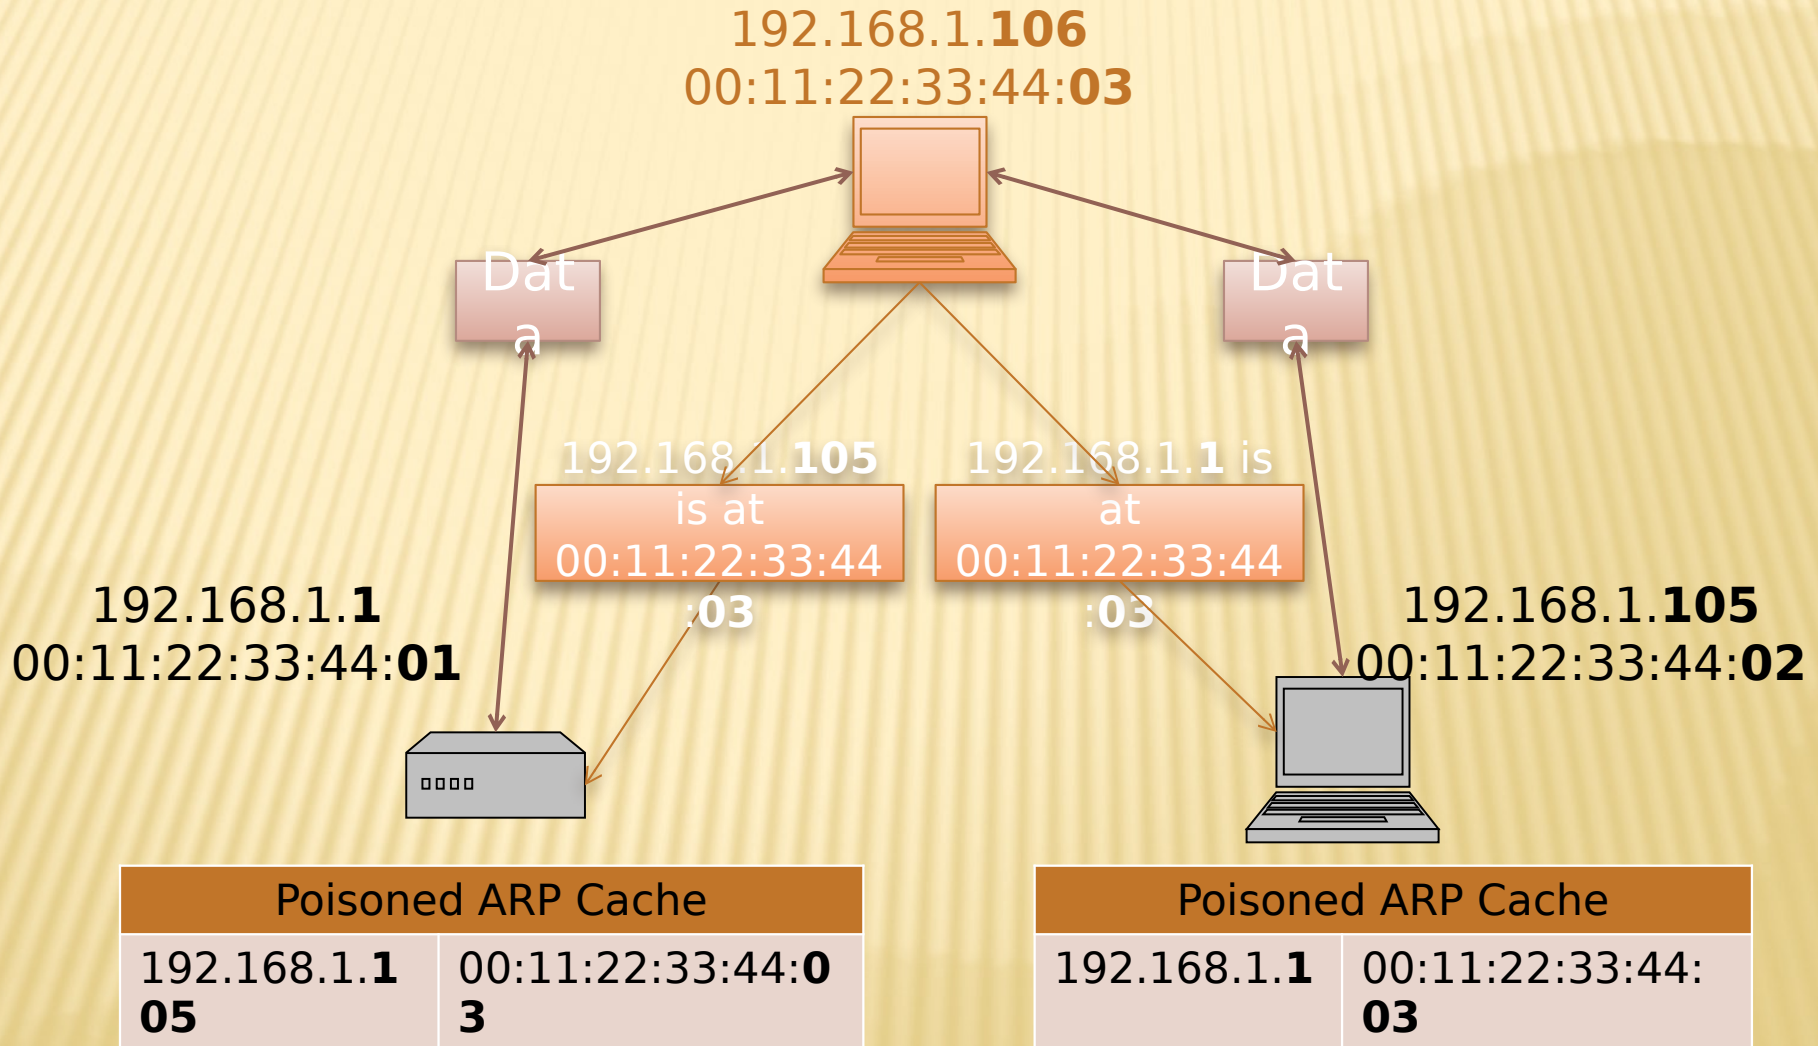 192.168.1.106
00:11:22:33:44:03
Dat
a
Dat
a
192.168.1.105
is at
00:11:22:33:44
:03
192.168.1.1 is
at
00:11:22:33:44
:03
192.168.1.1
00:11:22:33:44:01
192.168.1.105
00:11:22:33:44:02
Poisoned ARP Cache
192.168.1.1
05
00:11:22:33:44:0
3
Poisoned ARP Cache
192.168.1.1
00:11:22:33:44:
03